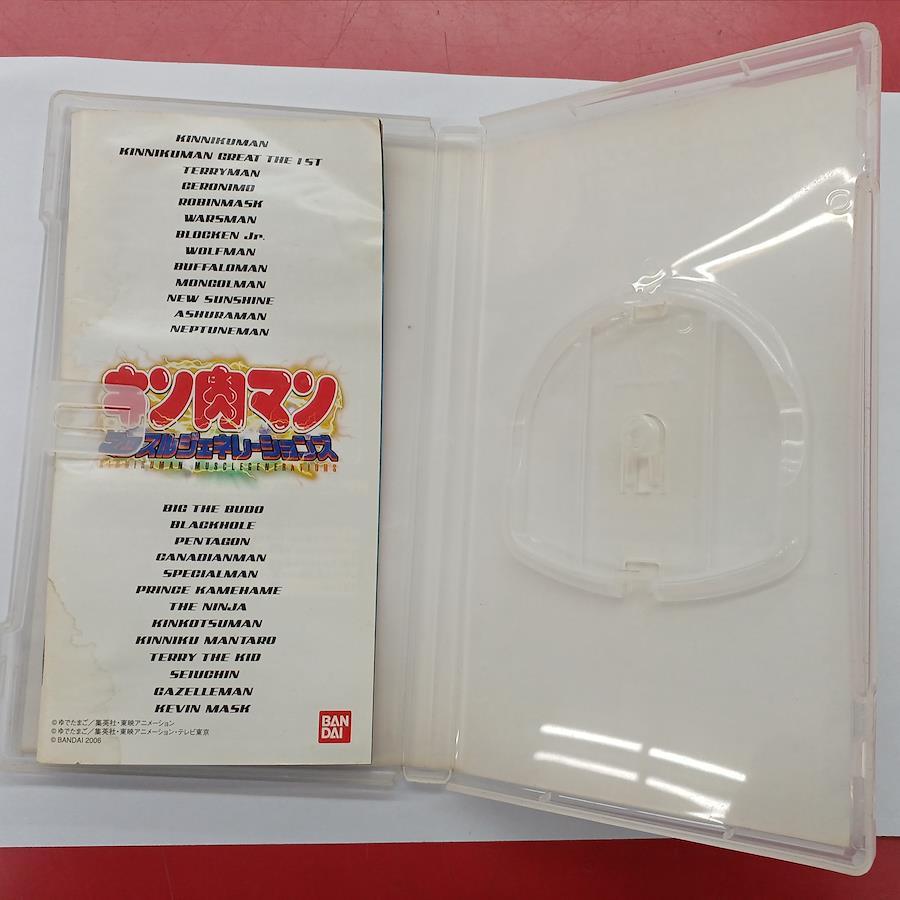 KINNIKUMAN
KINNIKUMAN GREAT THE 1ST
TERRYMAN
GERONIMO
ROBINMASK
WARSMAN
BLOCKEN Jr.
WOLFMAN
BUFFALOMAN
MONGOLMAN
NEW SUNSHINE
ASHURAMAN
NEPTUNEMAN
キン肉マン
マッスルジェネレーションズ
KINNIKUMAN MUSCLEGENERATIONS
BIG THE BUDO
BLACKHOLE
PENTAGON
CANADIANMAN
SPECIALMAN
PRINCE KAMEHAME
THE NINJA
KINKOTSUMAN
KINNIKU MANTARO
TERRY THE KID
SEIUCHIN
GAZELLEMAN
KEVIN MASK
©ゆでたまご／集英社・東映アニメーション
©ゆでたまご／集英社・東映アニメーション・テレビ東京
©BANDAI 2006
BAN
DAI